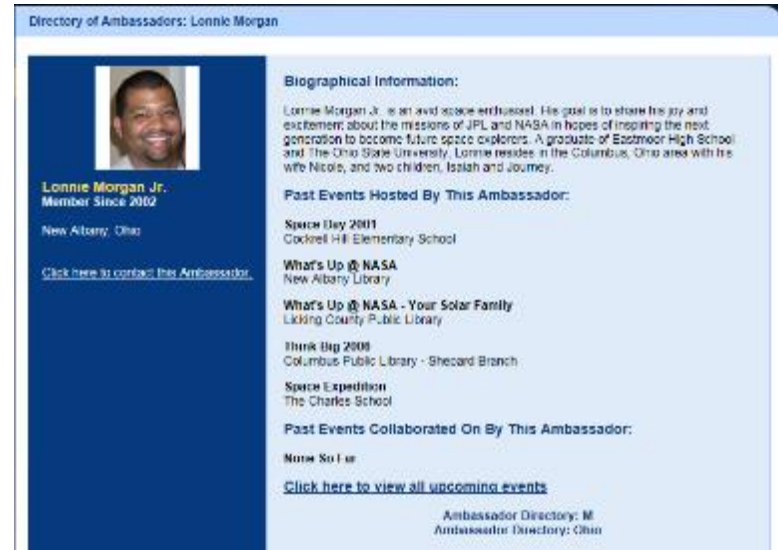 Directory of Ambassadors: Lonnie Morgan
Lonnie Morgan Jr.
Member Since 2002
New Albany, Ohio
Click here to contact this Ambassador.
Biographical Information:
Lonnie Morgan Jr. is an avid space enthusiast. His goal is to share his joy and
excitement about the missions of JPL and NASA in hopes of inspiring the next
generation to become future space explorers. A graduate of Eastmoor High School
and The Ohio State University, Lonnie resides in the Columbus, Ohio area with his
wife Nicole, and two children, Isaiah and Journey.
Past Events Hosted By This Ambassador:
Space Day 2001
Cockrell Hill Elementary School
What's Up @ NASA
New Albany Library
What's Up @ NASA - Your Solar Family
Licking County Public Library
Think Big 2006
Columbus Public Library - Shepard Branch
Space Expedition
The Charles School
Past Events Collaborated On By This Ambassador:
None So Far
Click here to view all upcoming events
Ambassador Directory: M
Ambassador Directory: Ohio